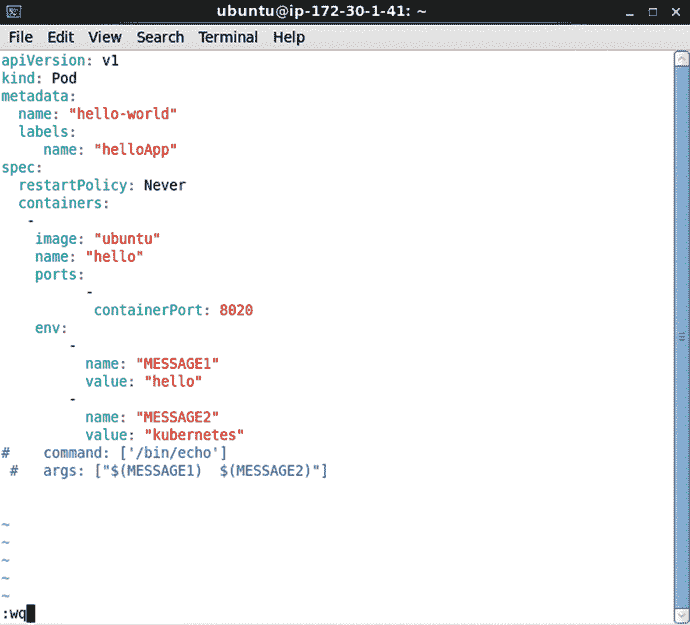 ubuntu@ip-172-30-1-41: ~
File Edit View Search Terminal Help
apiVersion: v1
kind: Pod
metadata:
  name: "hello-world"
  labels:
     name: "helloApp"
spec:
  restartPolicy: Never
  containers:
   -
    image: "ubuntu"
    name: "hello"
    ports:
          -
           containerPort: 8020
    env:
        -
          name: "MESSAGE1"
          value: "hello"
        -
          name: "MESSAGE2"
          value: "kubernetes"
#    command: ['/bin/echo']
 #   args: ["$(MESSAGE1)  $(MESSAGE2)"]
~
~
~
~
~
:wq